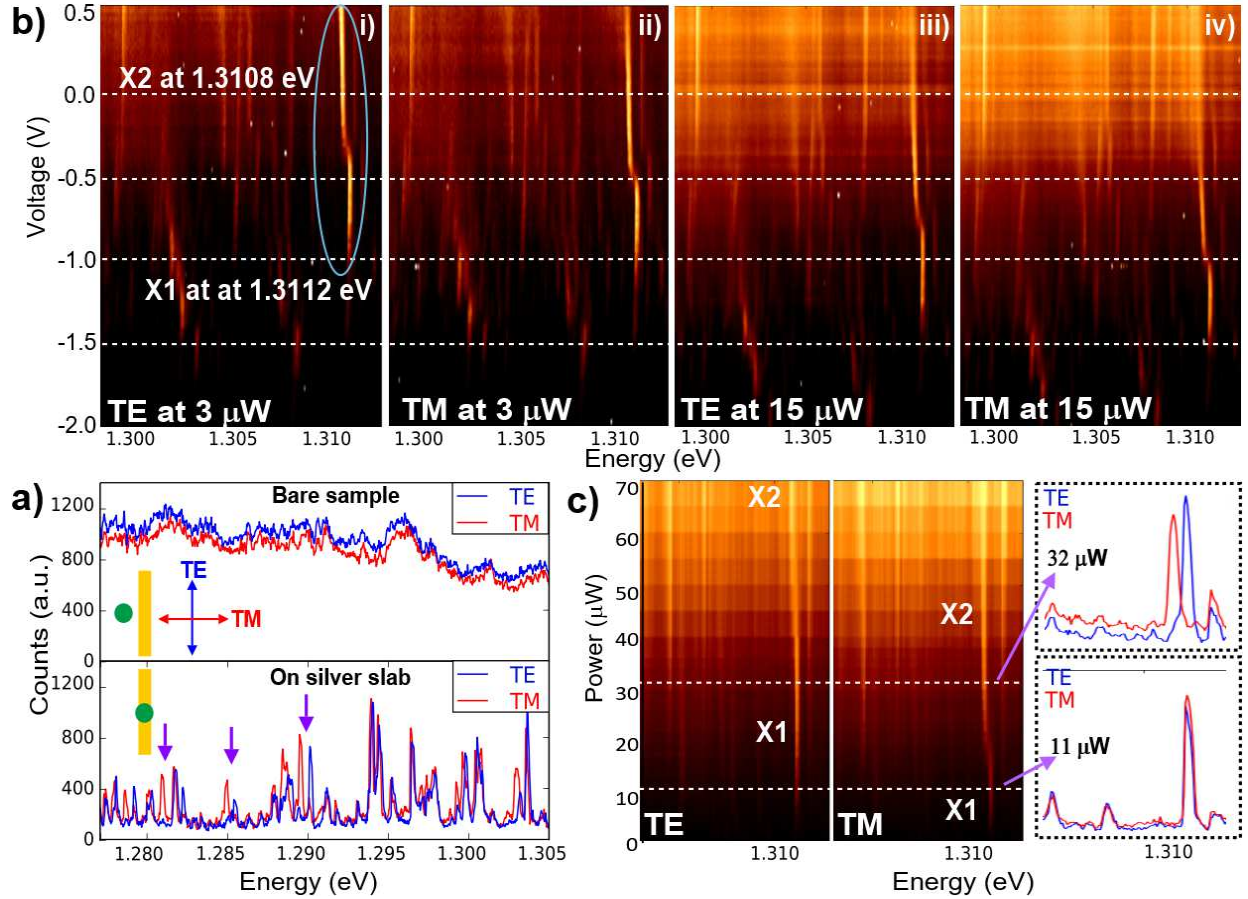 b)
i)
ii)
iii)
iv)
Voltage (V)
0.5
0.0
-0.5
-1.0
-1.5
-2.0
X2 at 1.3108 eV
X1 at at 1.3112 eV
TE at 3 μW
TM at 3 μW
TE at 15 μW
TM at 15 μW
1.300 1.305 1.310
1.300 1.305 1.310
1.300 1.305 1.310
1.300 1.305 1.310
Energy (eV)
a)
Counts (a.u.)
1200
800
400
0
Bare sample
TE
TM
TE
TM
1200
800
400
0
On silver slab
TE
TM
1.280 1.285 1.290 1.295 1.300 1.305
Energy (eV)
c)
Power (μW)
70
60
50
40
30
20
10
0
X2
X1
TE
X2
X1
TM
1.310 1.310
Energy (eV)
TE
TM
32 μW
TE
TM
11 μW
1.310